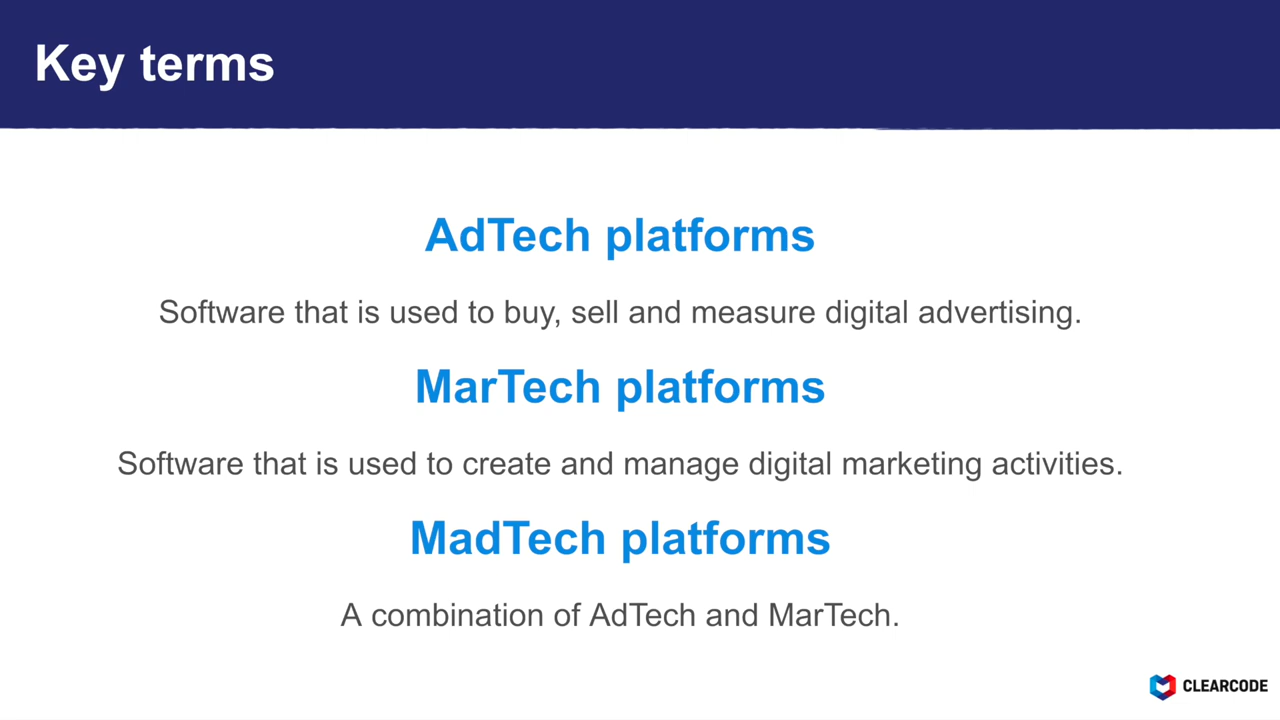 Key terms
AdTech platforms
Software that is used to buy, sell and measure digital advertising.
MarTech platforms
Software that is used to create and manage digital marketing activities.
MadTech platforms
A combination of AdTech and MarTech.
CLEARCODE